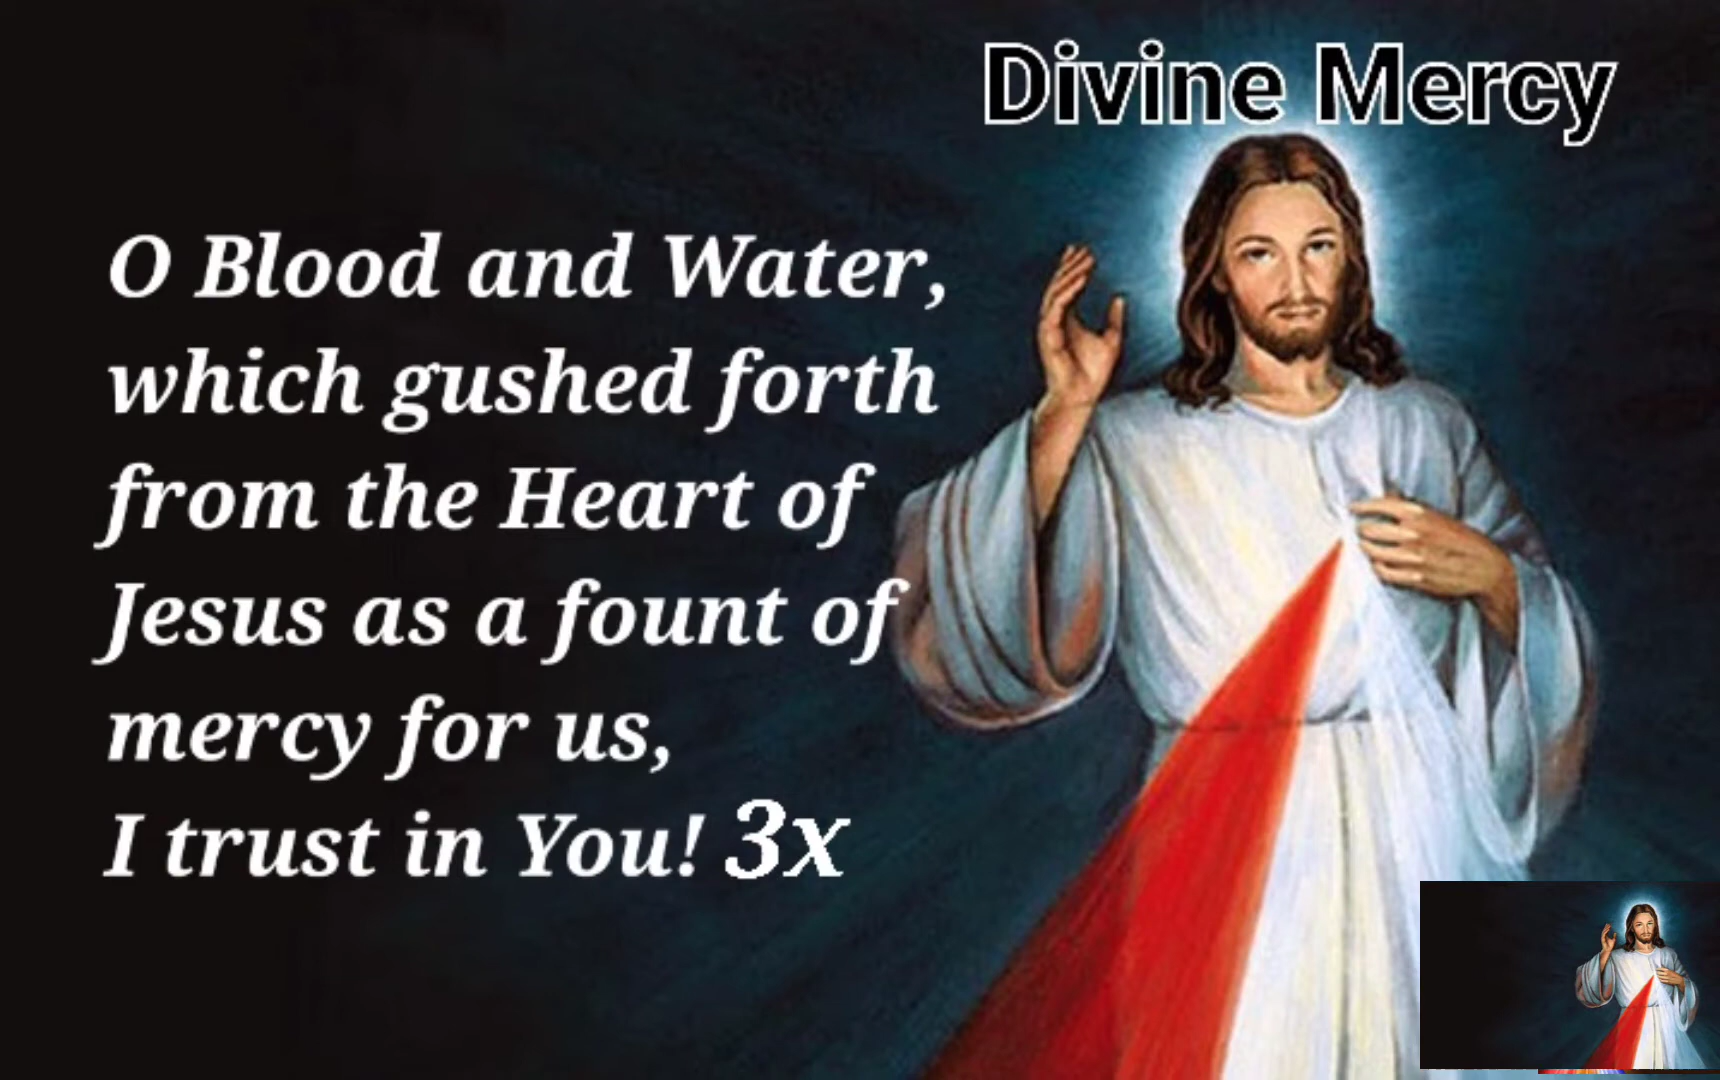 Divine Mercy
O Blood and Water,
which gushed forth
from the Heart of
Jesus as a fount of
mercy for us,
I trust in You! 3x